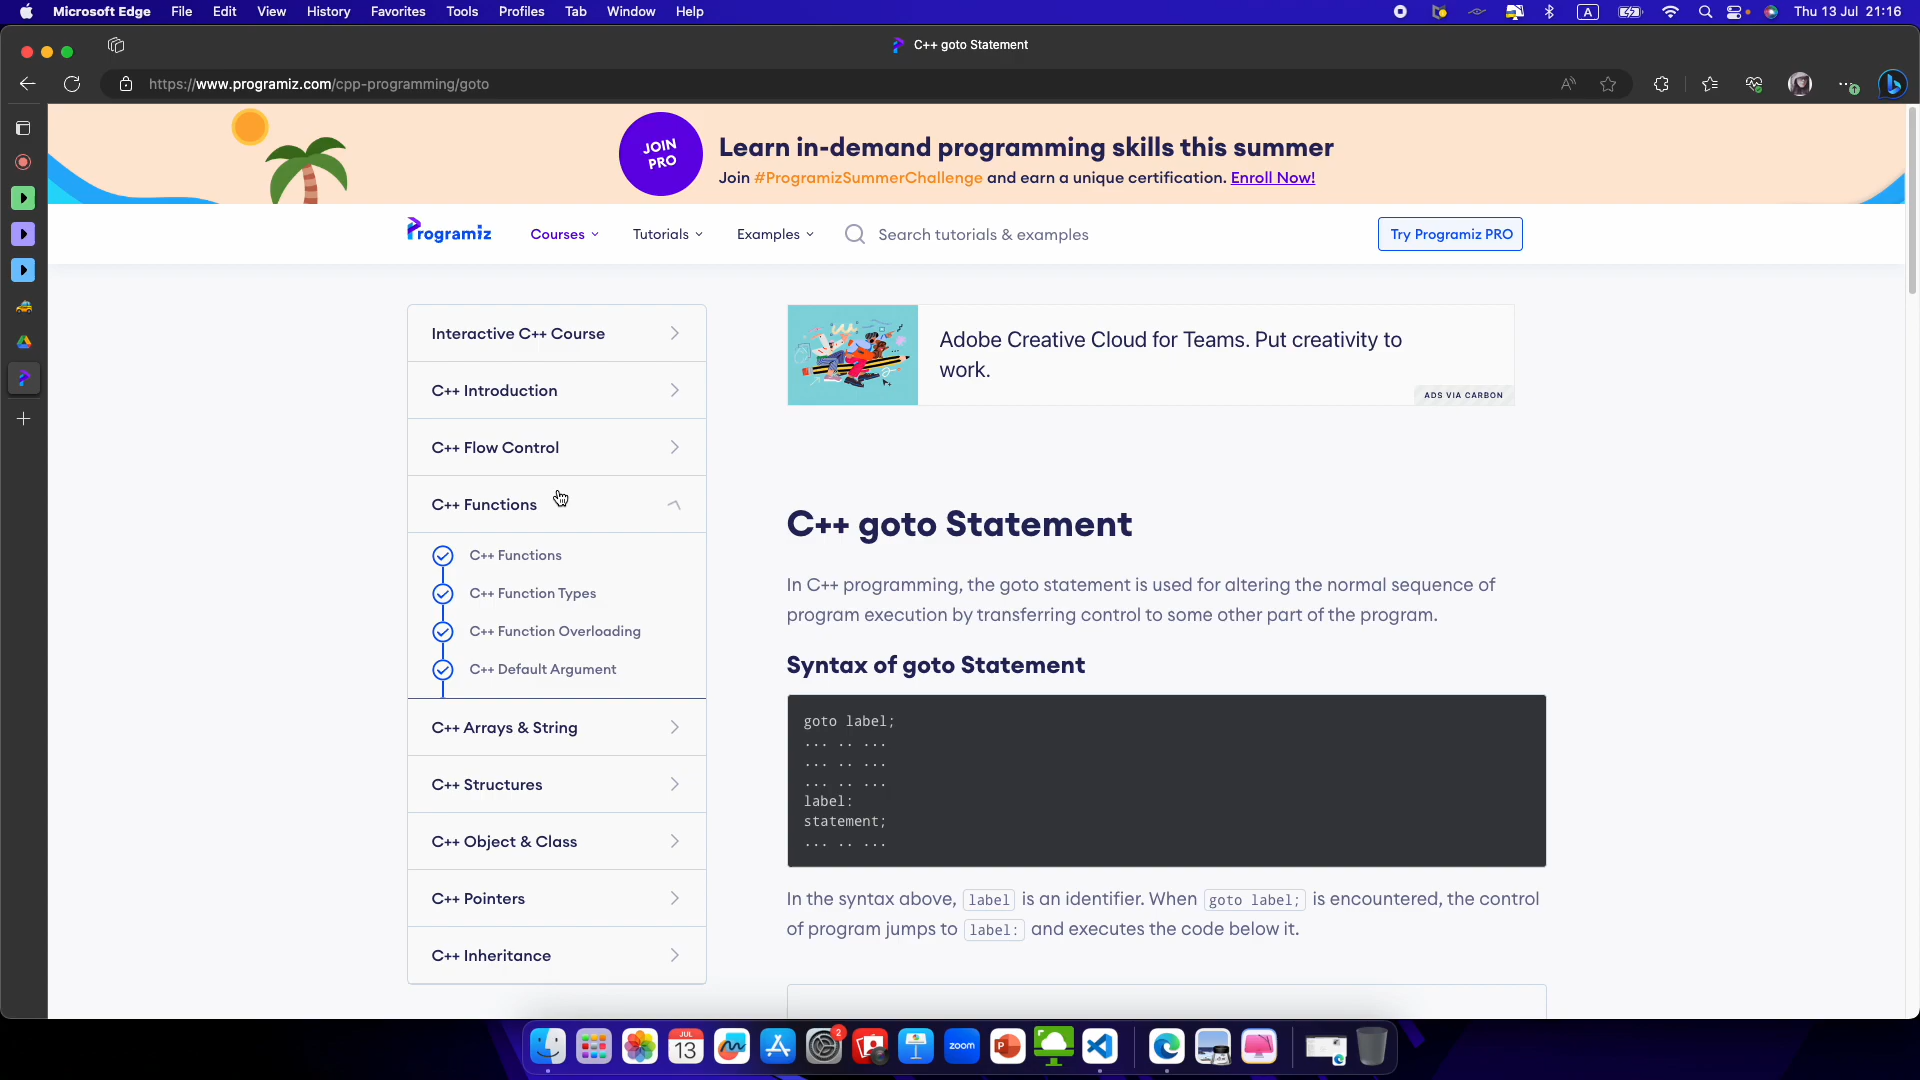 Microsoft Edge File Edit View History Favorites Tools Profiles Tab Window Help
A
Thu 13 Jul 21:16
C++ goto Statement
https://www.programiz.com/cpp-programming/goto
JOIN
PRO
Learn in-demand programming skills this summer
Join #ProgramizSummerChallenge and earn a unique certification. Enroll Now!
Programiz
Courses
Tutorials
Examples
Search tutorials & examples
Try Programiz PRO
Interactive C++ Course
C++ Introduction
C++ Flow Control
C++ Functions
C++ Functions
C++ Function Types
C++ Function Overloading
C++ Default Argument
C++ Arrays & String
C++ Structures
C++ Object & Class
C++ Pointers
C++ Inheritance
Adobe Creative Cloud for Teams. Put creativity to
work.
ADS VIA CARBON
C++ goto Statement
In C++ programming, the goto statement is used for altering the normal sequence of
program execution by transferring control to some other part of the program.
Syntax of goto Statement
goto label;
... .. ...
... .. ...
... .. ...
label:
statement;
... .. ...
In the syntax above, label is an identifier. When goto label; is encountered, the control
of program jumps to label: and executes the code below it.
JUL
13
2
zoom
P